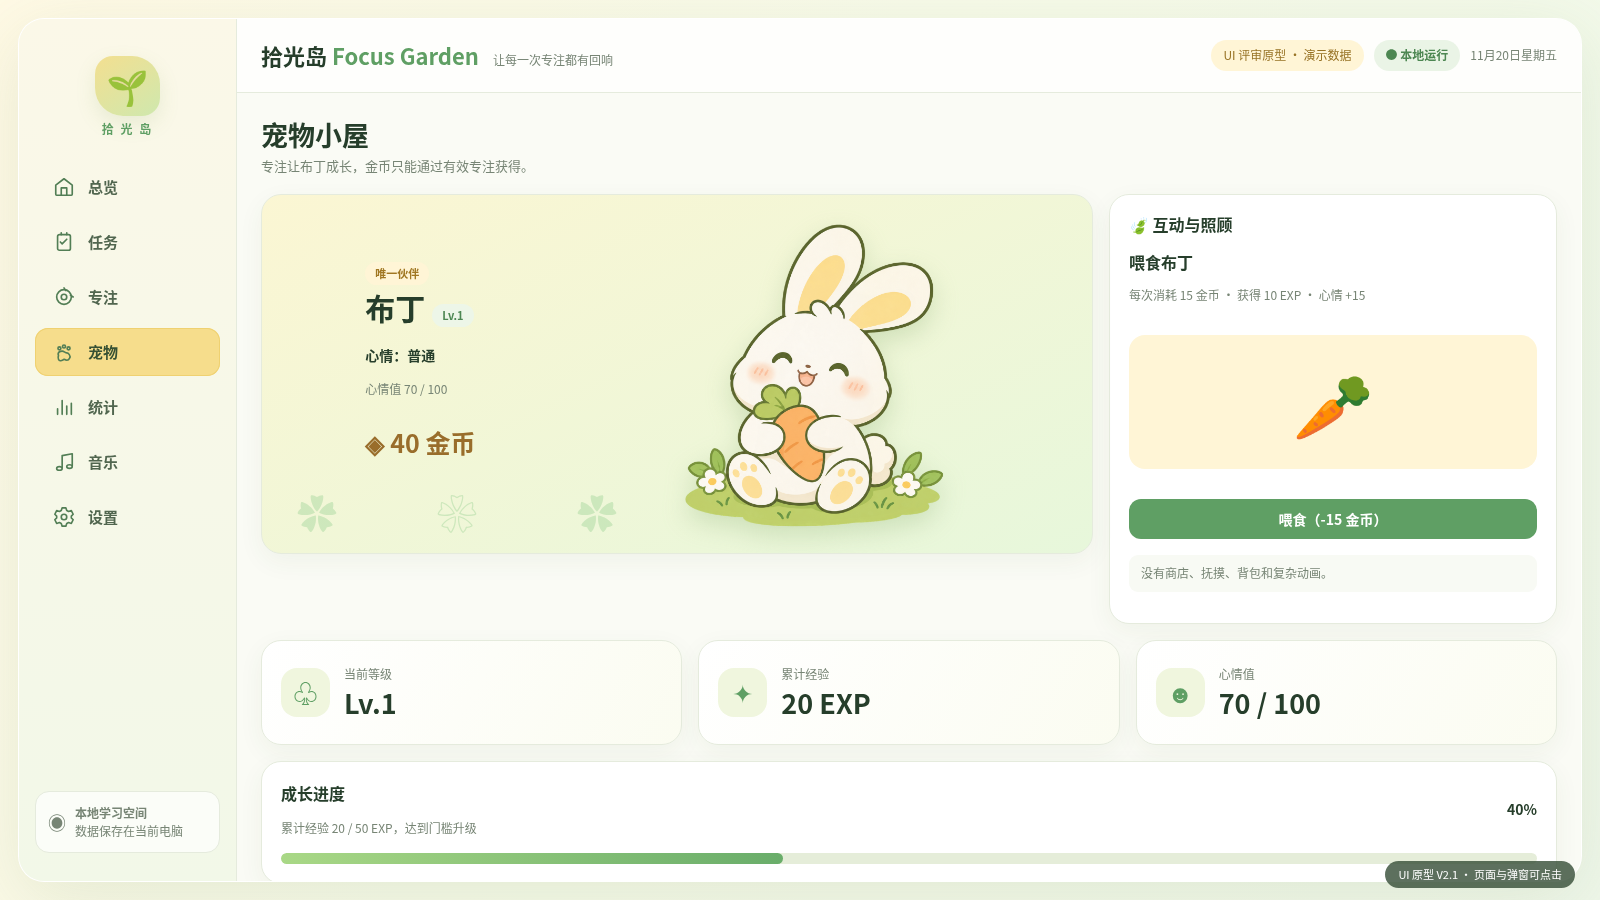 拾光岛
总览
任务
专注
宠物
统计
音乐
设置
本地学习空间
数据保存在当前电脑
拾光岛 Focus Garden 让每一次专注都有回响
UI 评审原型 · 演示数据
本地运行
11月20日星期五
宠物小屋
专注让布丁成长，金币只能通过有效专注获得。
唯一伙伴
布丁 Lv.1
心情：普通
心情值 70 / 100
◈ 40 金币
互动与照顾
喂食布丁
每次消耗 15 金币 · 获得 10 EXP · 心情 +15
喂食（-15 金币）
没有商店、抚摸、背包和复杂动画。
当前等级
Lv.1
累计经验
20 EXP
心情值
70 / 100
成长进度
累计经验 20 / 50 EXP，达到门槛升级
40%
UI 原型 V2.1 · 页面与弹窗可点击